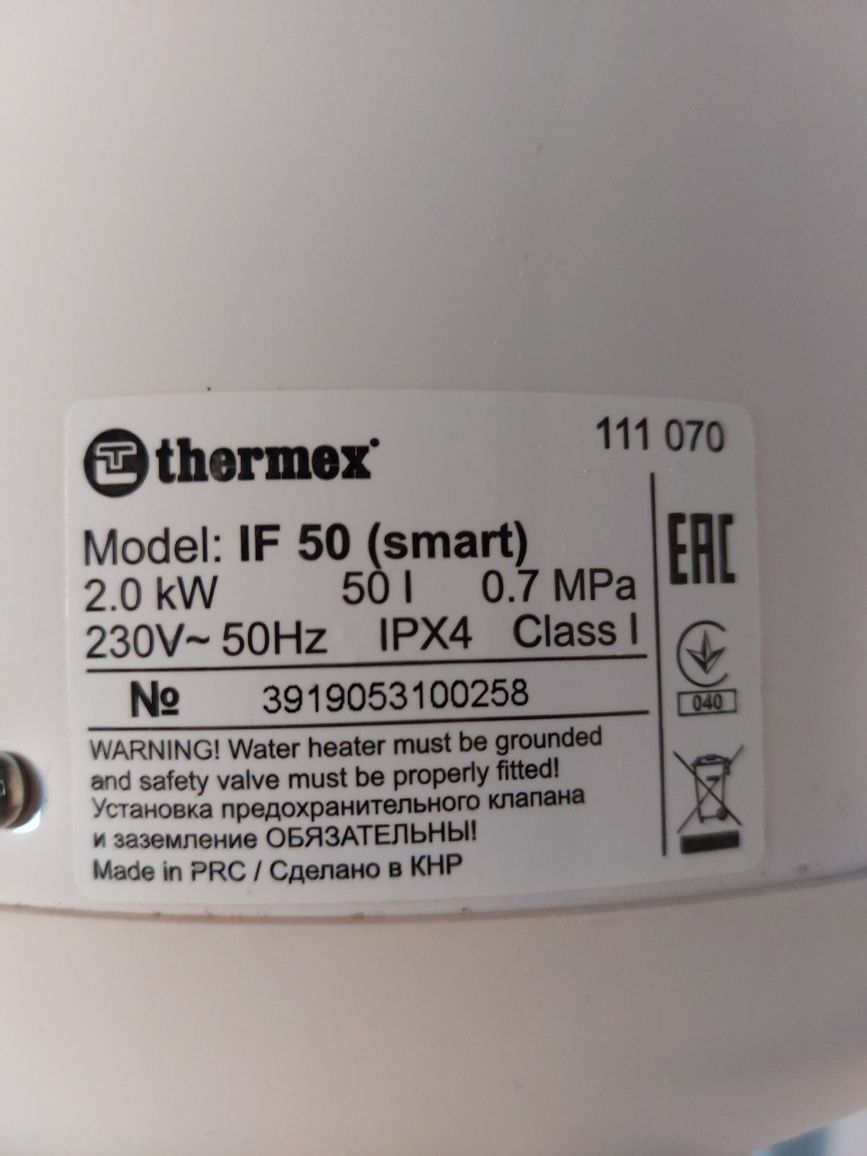 thermex
111 070
Model: IF 50 (smart)
2.0 kW 50 l 0.7 MPa
230V~ 50Hz IPX4 Class I
№ 3919053100258
WARNING! Water heater must be grounded
and safety valve must be properly fitted!
Установка предохранительного клапана
и заземление ОБЯЗАТЕЛЬНЫ!
Made in PRC / Сделано в КНР
EAC
040